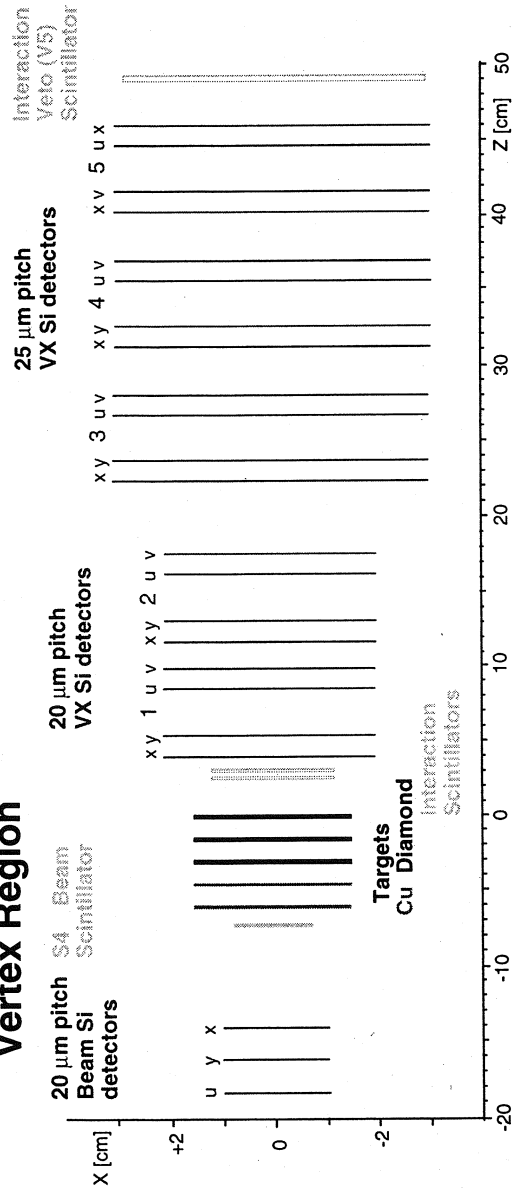 Vertex Region
20 µm pitch
Beam Si
detectors
S4 Beam
Scintillator
20 µm pitch
VX Si detectors
25 µm pitch
VX Si detectors
Interaction
Veto (V5)
Scintillator
u y x
x y 1 u v
x y 2 u v
x y 3 u v
x y 4 u v
x v 5 u x
Targets
Cu Diamond
Interaction
Scintillators
X [cm]
+2
0
-2
-20 -10 0 10 20 30 40 Z [cm] 50